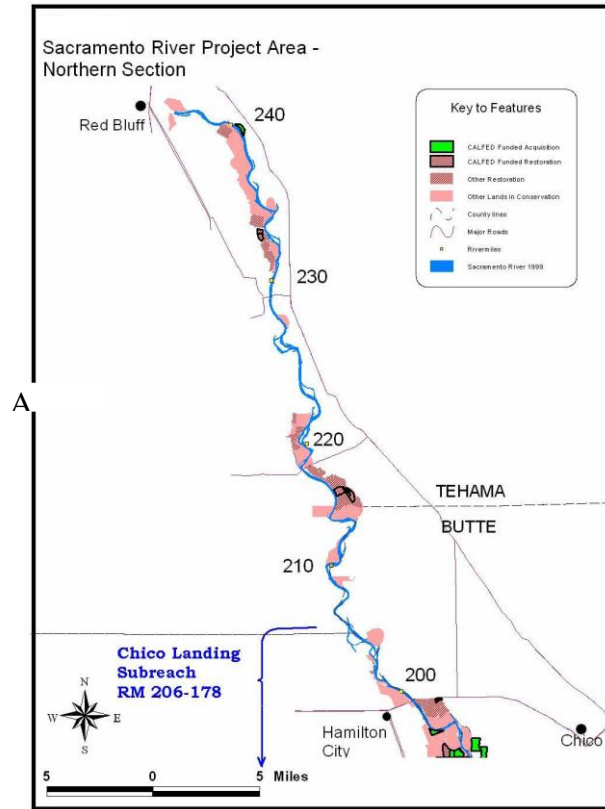 Sacramento River Project Area -
Northern Section
Red Bluff
240
Key to Features
CALFED Funded Acquisition
CALFED Funded Restoration
Other Restoration
Other Lands in Conservation
County lines
Major Roads
Rivermiles
Sacramento River 1999
230
A
220
TEHAMA
BUTTE
210
Chico Landing
Subreach
RM 206-178
200
N
W E
S
Hamilton
City
Chico
5 0 5 Miles